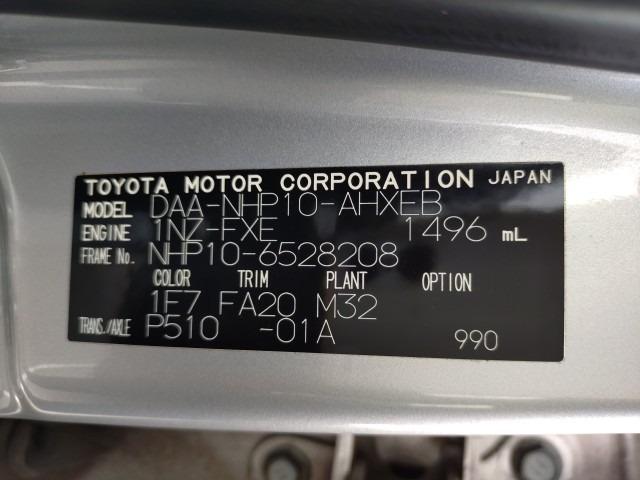 TOYOTA MOTOR CORPORATION JAPAN
MODEL DAA-NHP10-AHXEB
ENGINE 1NZ-FXE 1496 mL
FRAME No. NHP10-6528208
COLOR TRIM PLANT OPTION
1F7 FA20 M32
TRANS./AXLE P510 -01A 990